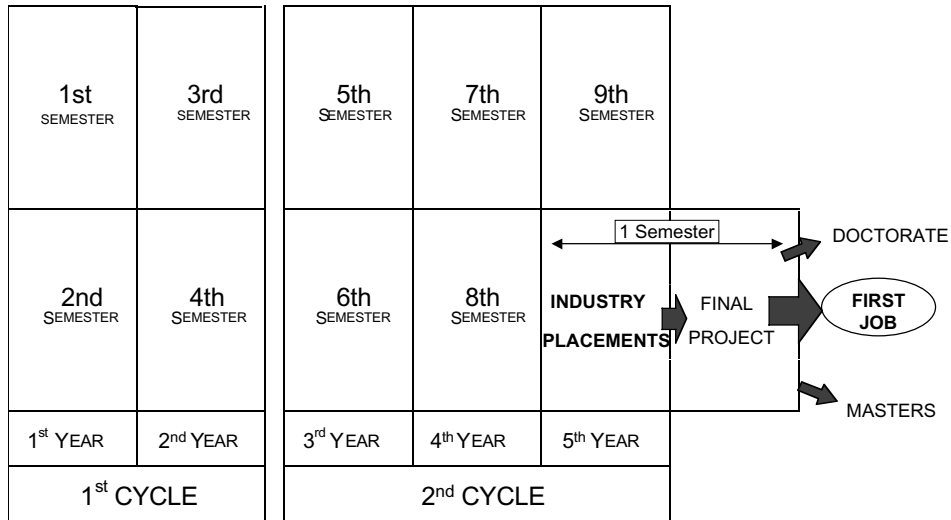 1st
SEMESTER
3rd
SEMESTER
5th
SEMESTER
7th
SEMESTER
9th
SEMESTER
2nd
SEMESTER
4th
SEMESTER
6th
SEMESTER
8th
SEMESTER
1 Semester
INDUSTRY
PLACEMENTS
FINAL
PROJECT
DOCTORATE
FIRST
JOB
MASTERS
1st YEAR
2nd YEAR
3rd YEAR
4th YEAR
5th YEAR
1st CYCLE
2nd CYCLE